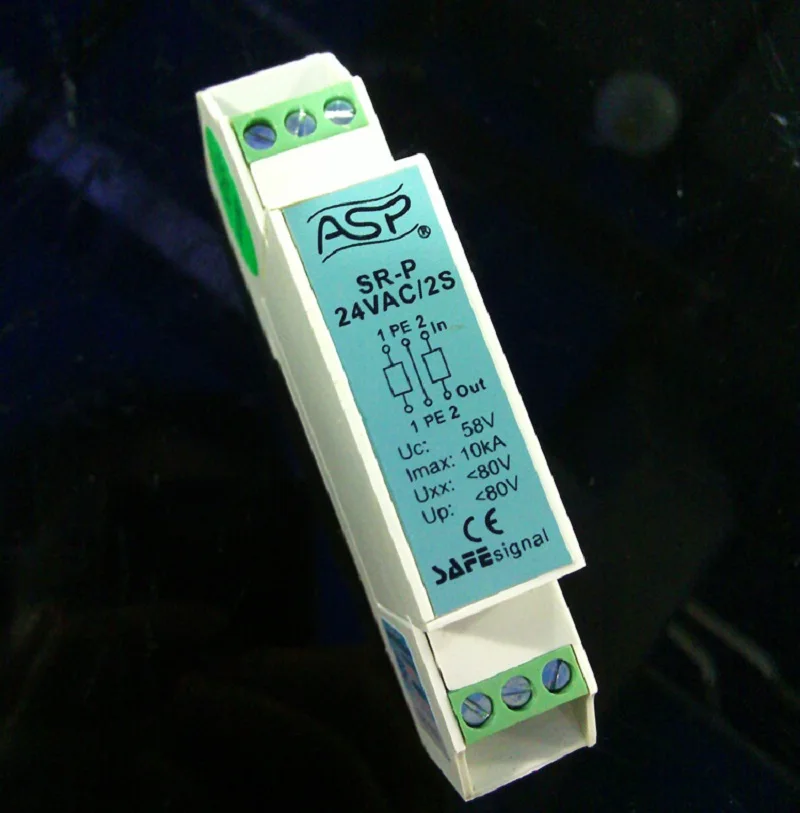 ASP®
SR-P
24VAC/2S
1 PE 2 In
Out
1 PE 2
Uc: 58V
Imax: 10kA
Uxx: <80V
Up: <80V
CE
SAFEsignal